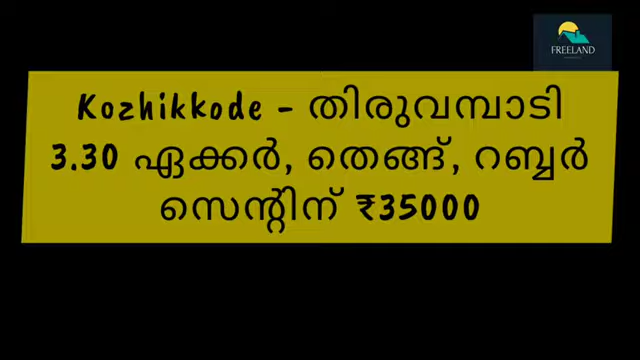 FREELAND
Kozhikkode - തിരുവമ്പാടി
3.30 ഏക്കർ, തെങ്ങ്, റബ്ബർ
സെന്റിന് ₹35000